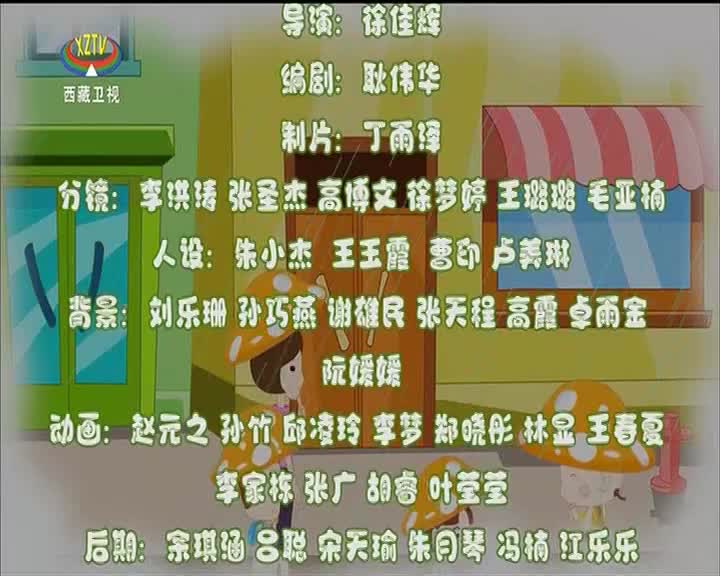 导演: 徐佳辉
XZTV
西藏卫视
编剧: 耿伟华
制片: 丁雨泽
分镜: 李洪涛 张圣杰 高博文 徐梦婷 王璐璐 毛亚楠
人设: 朱小杰 王玉霞 曹印 卢美琳
背景: 刘乐珊 孙巧燕 谢雄民 张天程 高霞 卓雨金
阮媛媛
动画: 赵元之 孙竹 邱凌玲 李梦 郑晓彤 林显 王春夏
李家栋 张广 胡睿 叶莹莹
后期: 余琪涵 吕聪 宋天瑜 朱月琴 冯楠 江乐乐